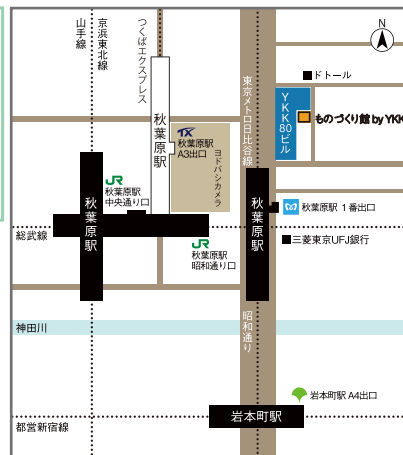 山手線
京浜東北線
つくばエクスプレス
N
ドトール
東京メトロ日比谷線
YKK80ビル
ものづくり館 by YKK
秋葉原駅
TX
秋葉原駅
A3出口
ヨドバシカメラ
JR
秋葉原駅
中央通り口
秋葉原駅
秋葉原駅
秋葉原駅 1番出口
総武線
JR
秋葉原駅
昭和通り口
三菱東京UFJ銀行
昭和通り
神田川
岩本町駅 A4出口
岩本町駅
都営新宿線